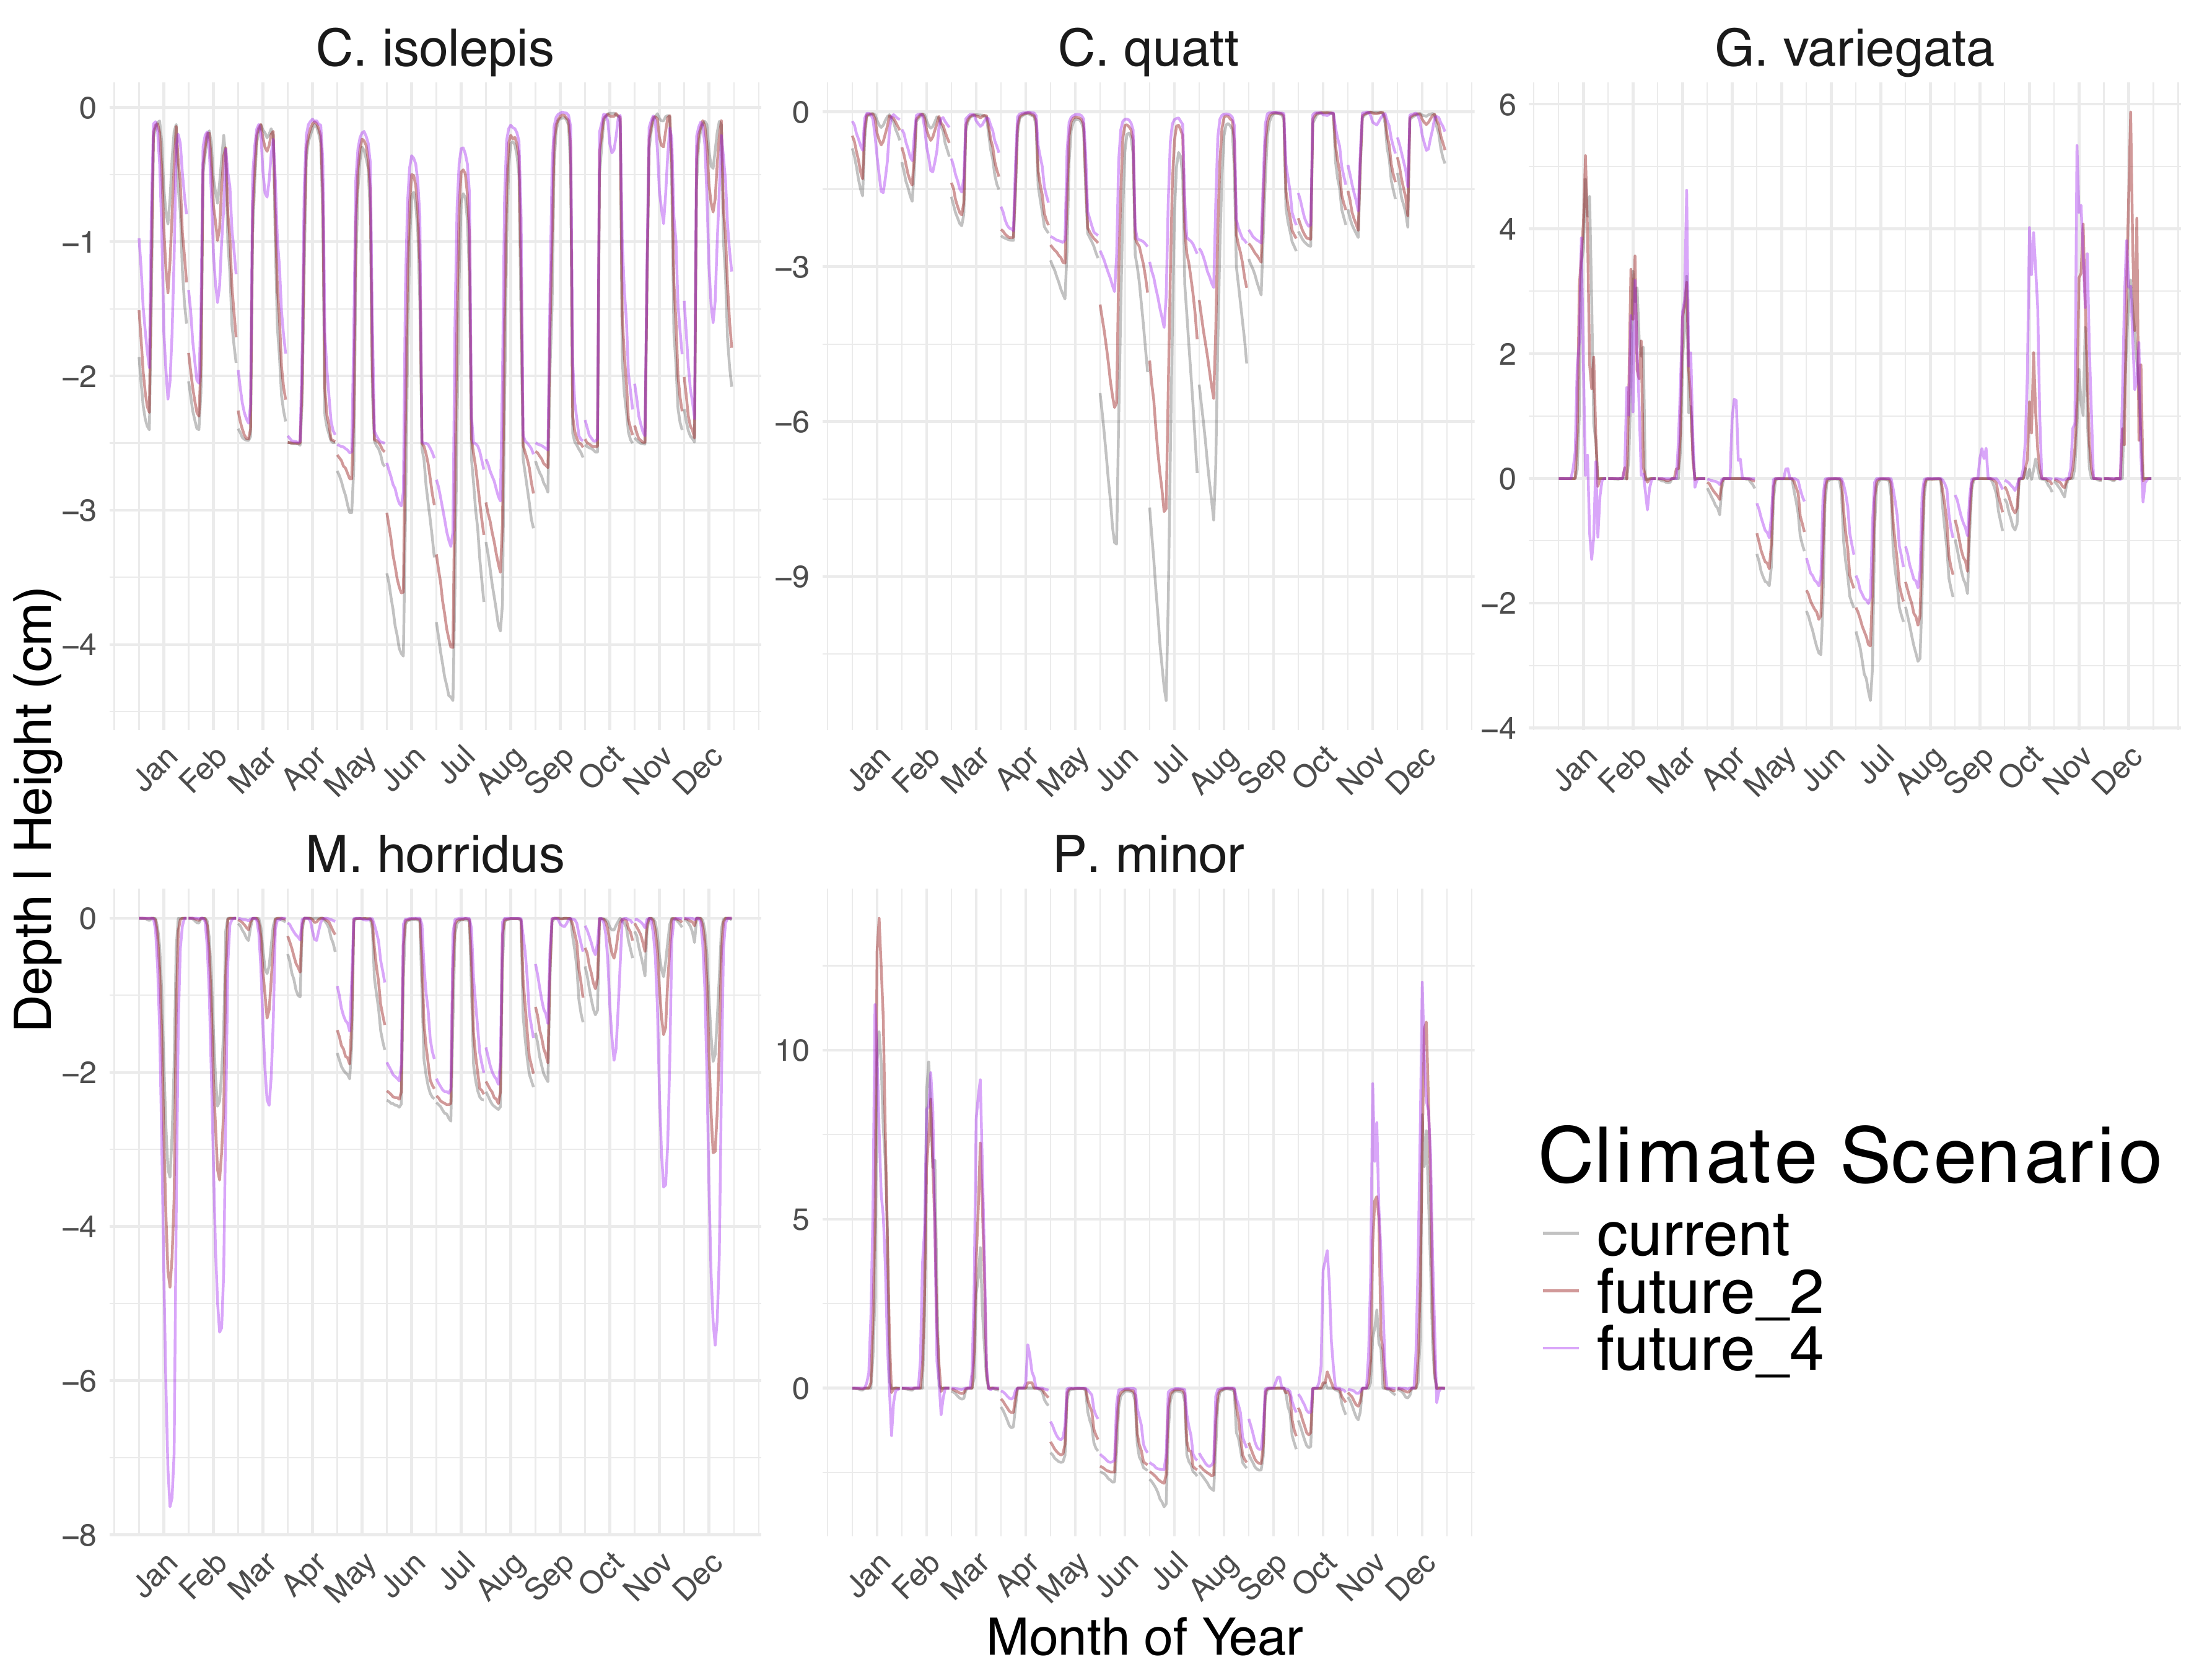 C. isolepis
C. quatt
G. variegata
0
−1
−2
−3
−4
0
−3
−6
−9
6
4
2
0
−2
−4
Jan Feb Mar Apr May Jun Jul Aug Sep Oct Nov Dec
Jan Feb Mar Apr May Jun Jul Aug Sep Oct Nov Dec
Jan Feb Mar Apr May Jun Jul Aug Sep Oct Nov Dec
Depth | Height (cm)
M. horridus
P. minor
0
−2
−4
−6
−8
10
5
0
Jan Feb Mar Apr May Jun Jul Aug Sep Oct Nov Dec
Jan Feb Mar Apr May Jun Jul Aug Sep Oct Nov Dec
Month of Year
Climate Scenario
current
future_2
future_4